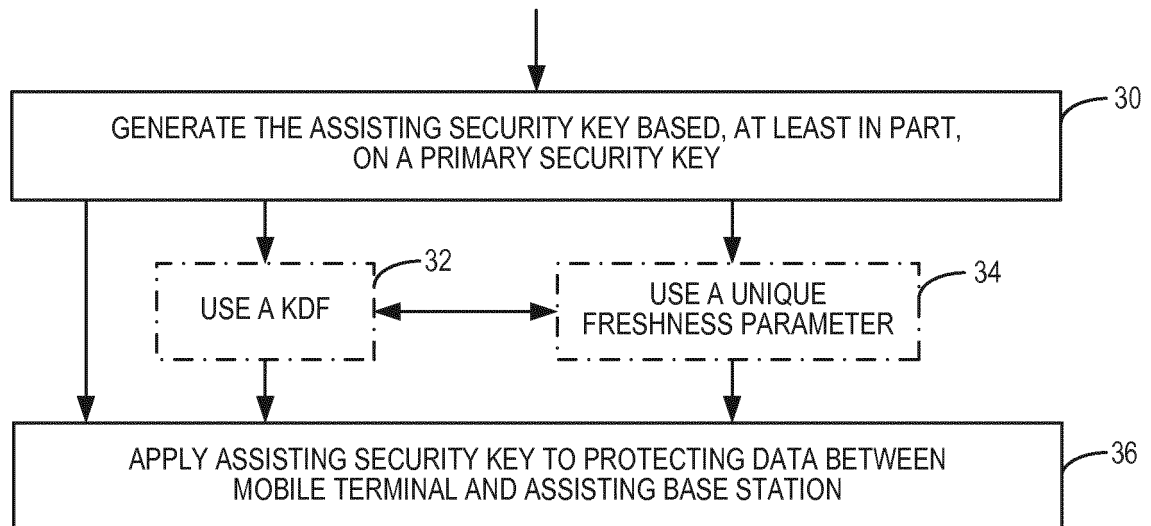 GENERATE THE ASSISTING SECURITY KEY BASED, AT LEAST IN PART,
ON A PRIMARY SECURITY KEY
30
USE A KDF
32
USE A UNIQUE
FRESHNESS PARAMETER
34
APPLY ASSISTING SECURITY KEY TO PROTECTING DATA BETWEEN
MOBILE TERMINAL AND ASSISTING BASE STATION
36